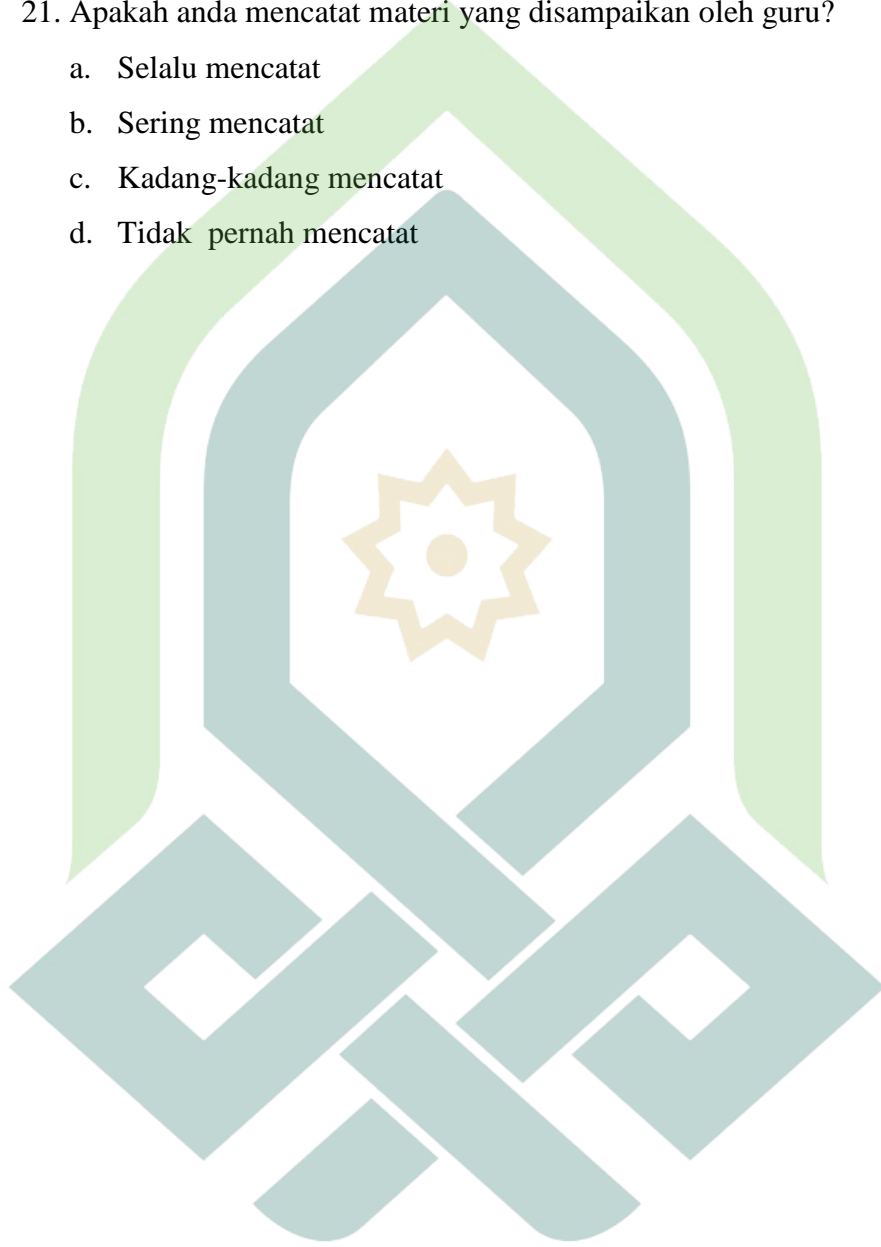 21. Apakah anda mencatat materi yang disampaikan oleh guru?
a. Selalu mencatat
b. Sering mencatat
c. Kadang-kadang mencatat
d. Tidak pernah mencatat